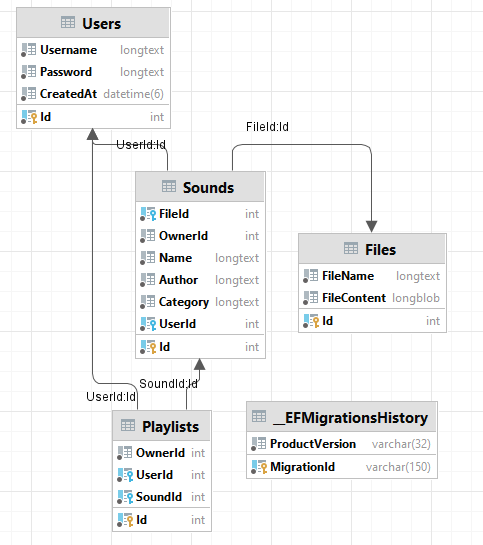 Users
Username longtext
Password longtext
CreatedAt datetime(6)
Id int
UserId:Id
FileId:Id
Sounds
FileId int
OwnerId int
Name longtext
Author longtext
Category longtext
UserId int
Id int
Files
FileName longtext
FileContent longblob
Id int
SoundId:Id
UserId:Id
Playlists
OwnerId int
UserId int
SoundId int
Id int
__EFMigrationsHistory
ProductVersion varchar(32)
MigrationId varchar(150)